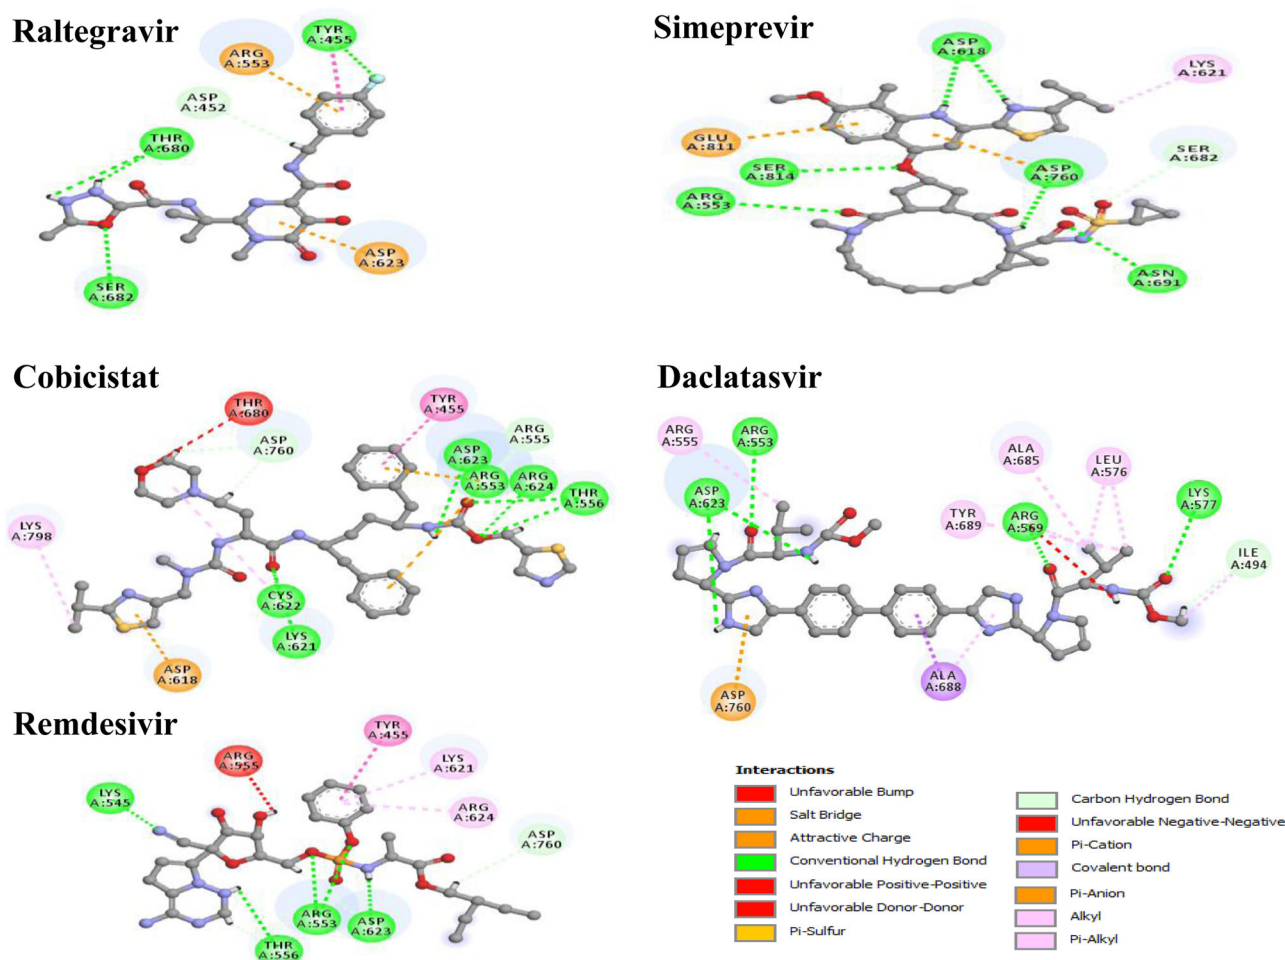 Raltegravir
TYR
A:455
ARG
A:553
ASP
A:452
THR
A:680
ASP
A:623
SER
A:682
Simeprevir
ASP
A:618
LYS
A:621
GLU
A:811
SER
A:682
SER
A:814
ASP
A:760
ARG
A:553
ASN
A:691
Cobicistat
THR
A:680
TYR
A:455
ASP
A:760
ARG
A:555
ASP
A:623
ARG
A:553
ARG
A:624
THR
A:556
LYS
A:798
CYS
A:622
LYS
A:621
ASP
A:618
Daclatasvir
ARG
A:555
ARG
A:553
ALA
A:685
LEU
A:576
ASP
A:623
LYS
A:577
TYR
A:689
ARG
A:569
ILE
A:494
ALA
A:688
ASP
A:760
Remdesivir
TYR
A:455
ARG
A:555
LYS
A:621
LYS
A:545
ARG
A:624
ASP
A:760
ARG
A:553
ASP
A:623
THR
A:556
Interactions
Unfavorable Bump
Salt Bridge
Attractive Charge
Conventional Hydrogen Bond
Unfavorable Positive-Positive
Unfavorable Donor-Donor
Pi-Sulfur
Carbon Hydrogen Bond
Unfavorable Negative-Negative
Pi-Cation
Covalent bond
Pi-Anion
Alkyl
Pi-Alkyl